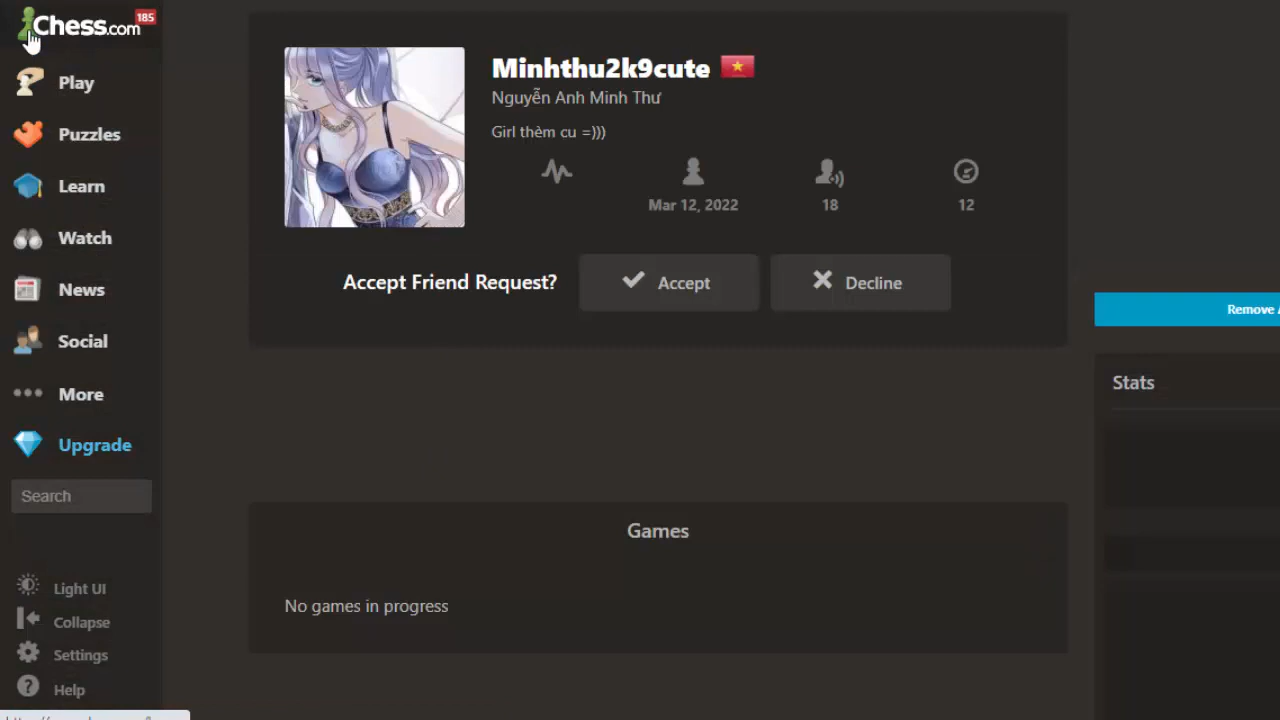 Chess.com
185
Play
Puzzles
Learn
Watch
News
Social
More
Upgrade
Search
Light UI
Collapse
Settings
Help
Minhthu2k9cute
Nguyễn Anh Minh Thư
Girl thèm cu =)))
Mar 12, 2022
18
12
Accept Friend Request?
Accept
Decline
Games
No games in progress
Remove
Stats